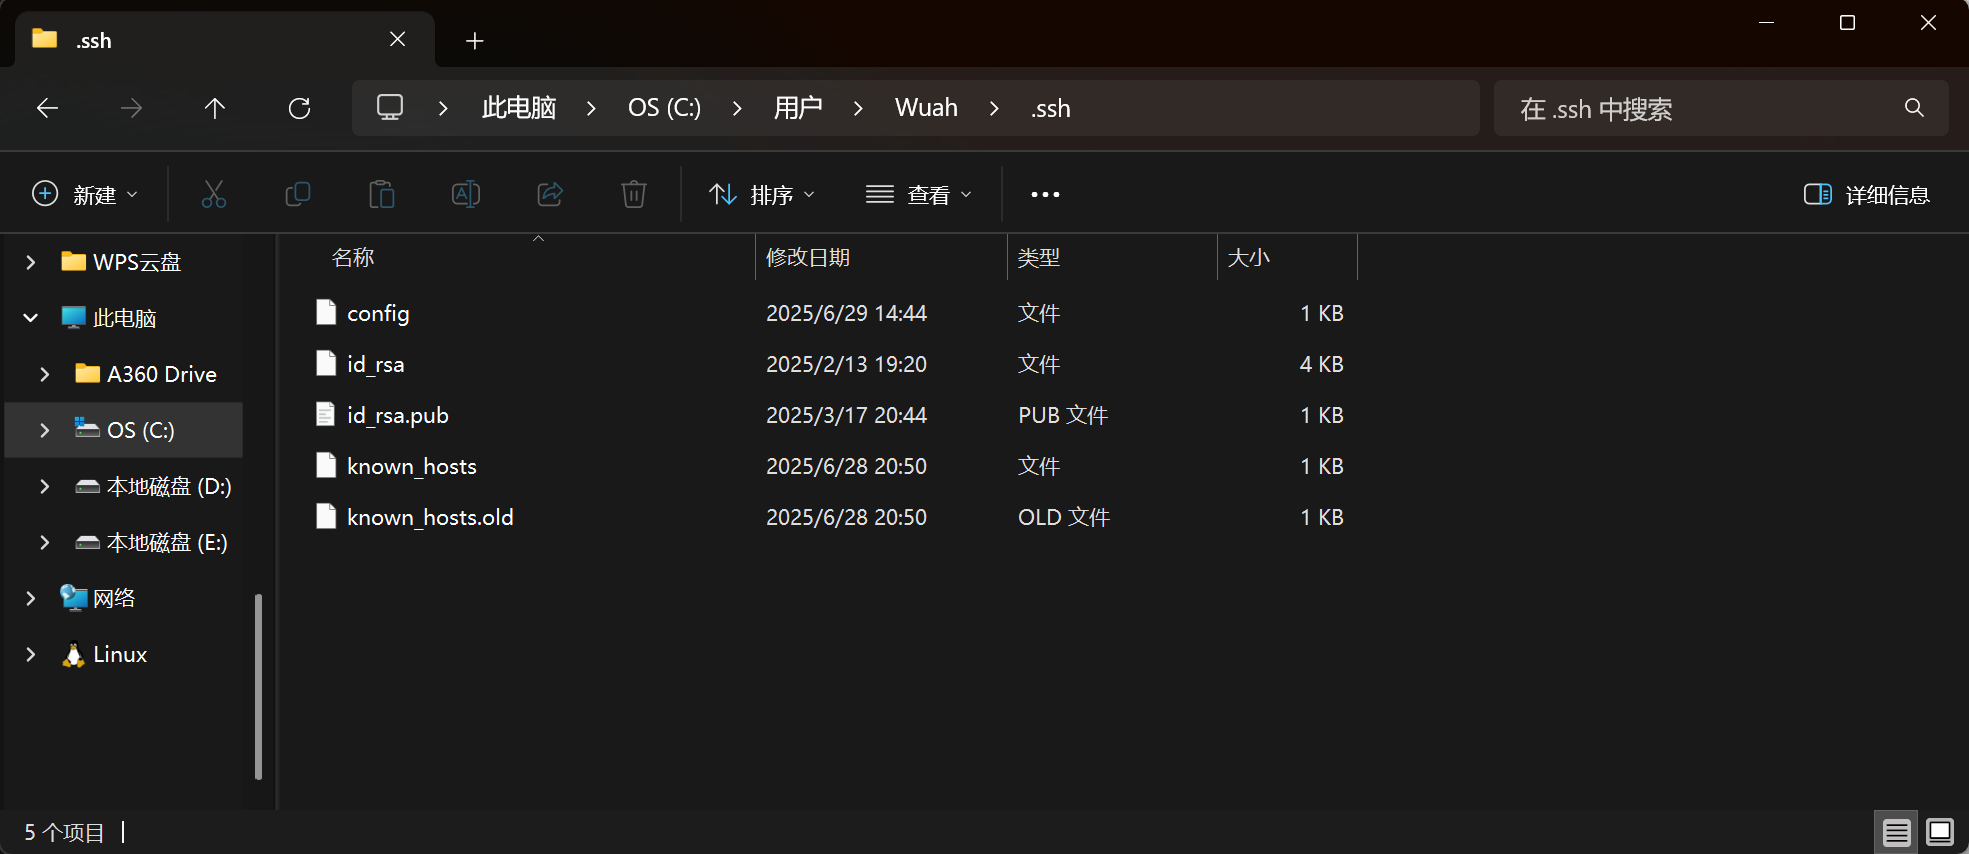 .ssh
此电脑 OS (C:) 用户 Wuah .ssh 在 .ssh 中搜索
新建 排序 查看 详细信息
WPS云盘
此电脑
A360 Drive
OS (C:)
本地磁盘 (D:)
本地磁盘 (E:)
网络
Linux
名称 修改日期 类型 大小
config 2025/6/29 14:44 文件 1 KB
id_rsa 2025/2/13 19:20 文件 4 KB
id_rsa.pub 2025/3/17 20:44 PUB 文件 1 KB
known_hosts 2025/6/28 20:50 文件 1 KB
known_hosts.old 2025/6/28 20:50 OLD 文件 1 KB
5 个项目